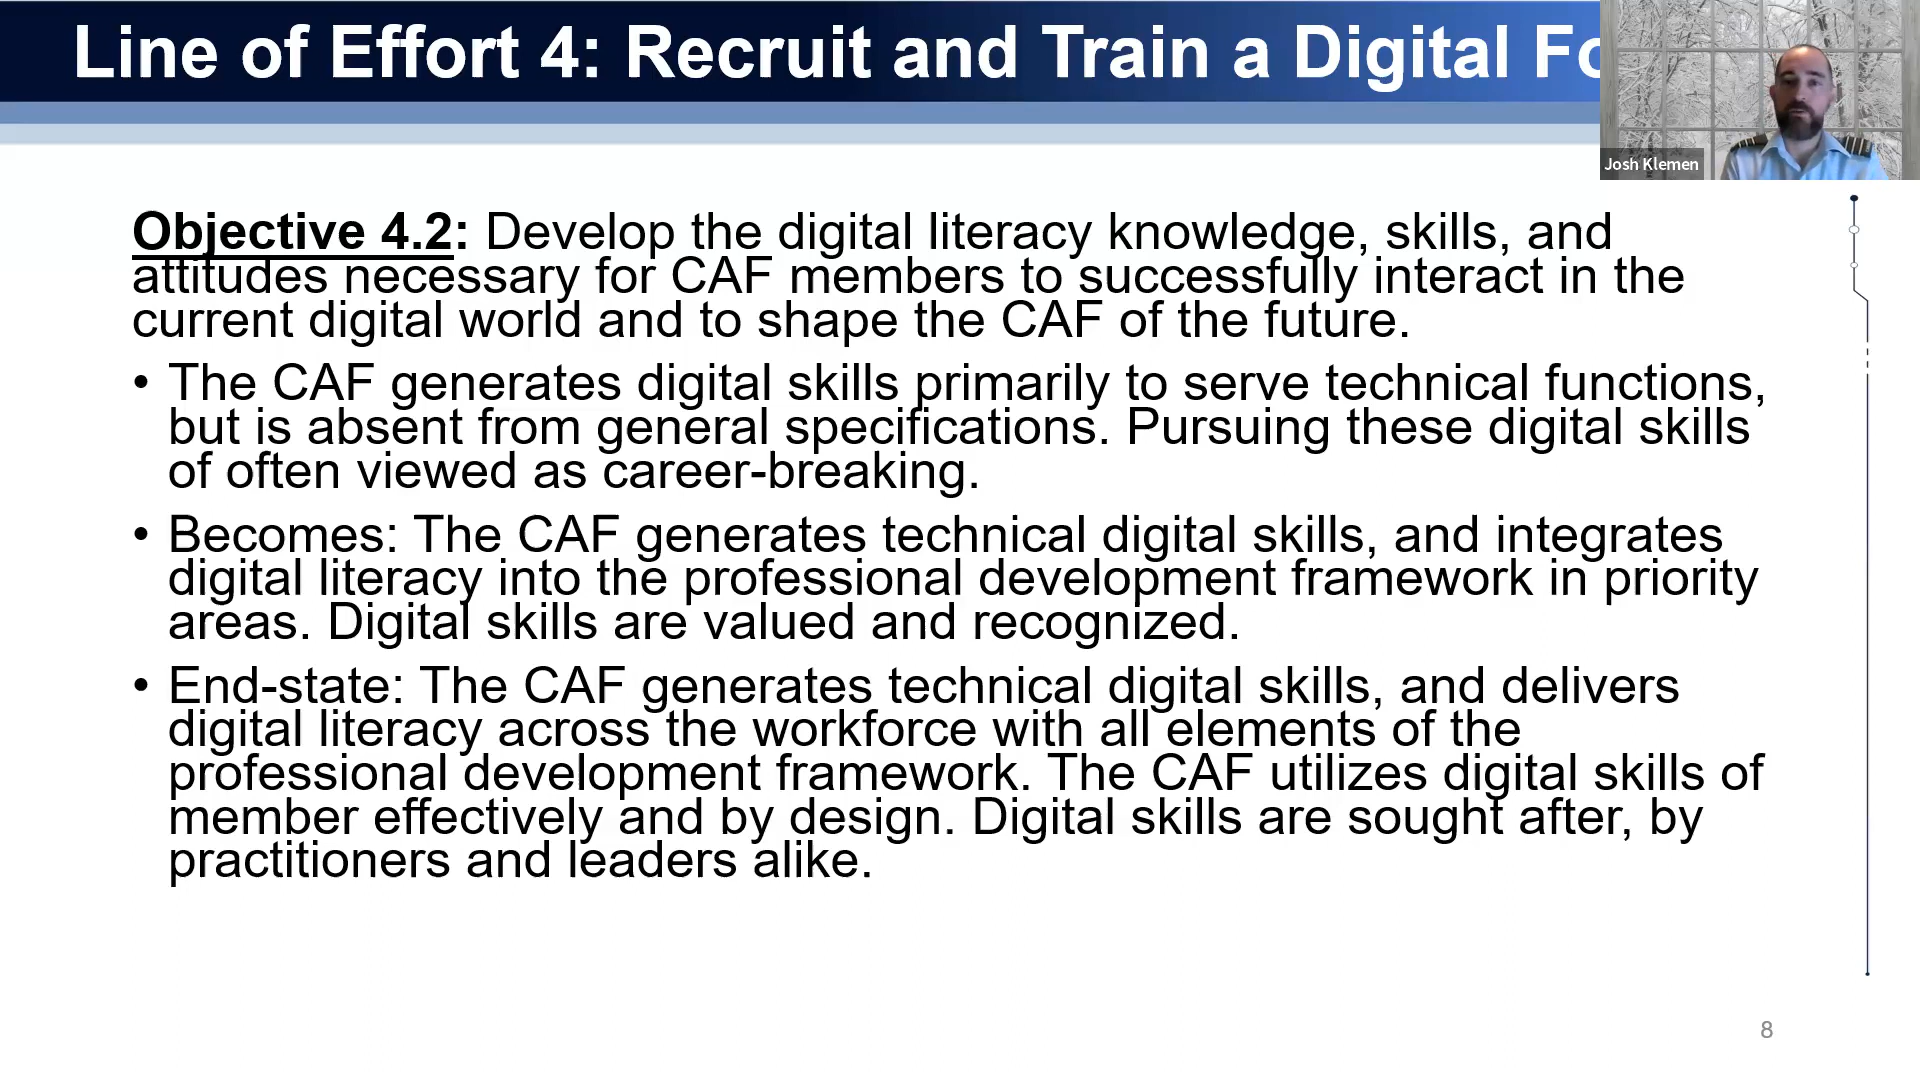 Line of Effort 4: Recruit and Train a Digital
Josh Klemen
Objective 4.2: Develop the digital literacy knowledge, skills, and
attitudes necessary for CAF members to successfully interact in the
current digital world and to shape the CAF of the future.
• The CAF generates digital skills primarily to serve technical functions,
but is absent from general specifications. Pursuing these digital skills
of often viewed as career-breaking.
• Becomes: The CAF generates technical digital skills, and integrates
digital literacy into the professional development framework in priority
areas. Digital skills are valued and recognized.
• End-state: The CAF generates technical digital skills, and delivers
digital literacy across the workforce with all elements of the
professional development framework. The CAF utilizes digital skills of
member effectively and by design. Digital skills are sought after, by
practitioners and leaders alike.
8